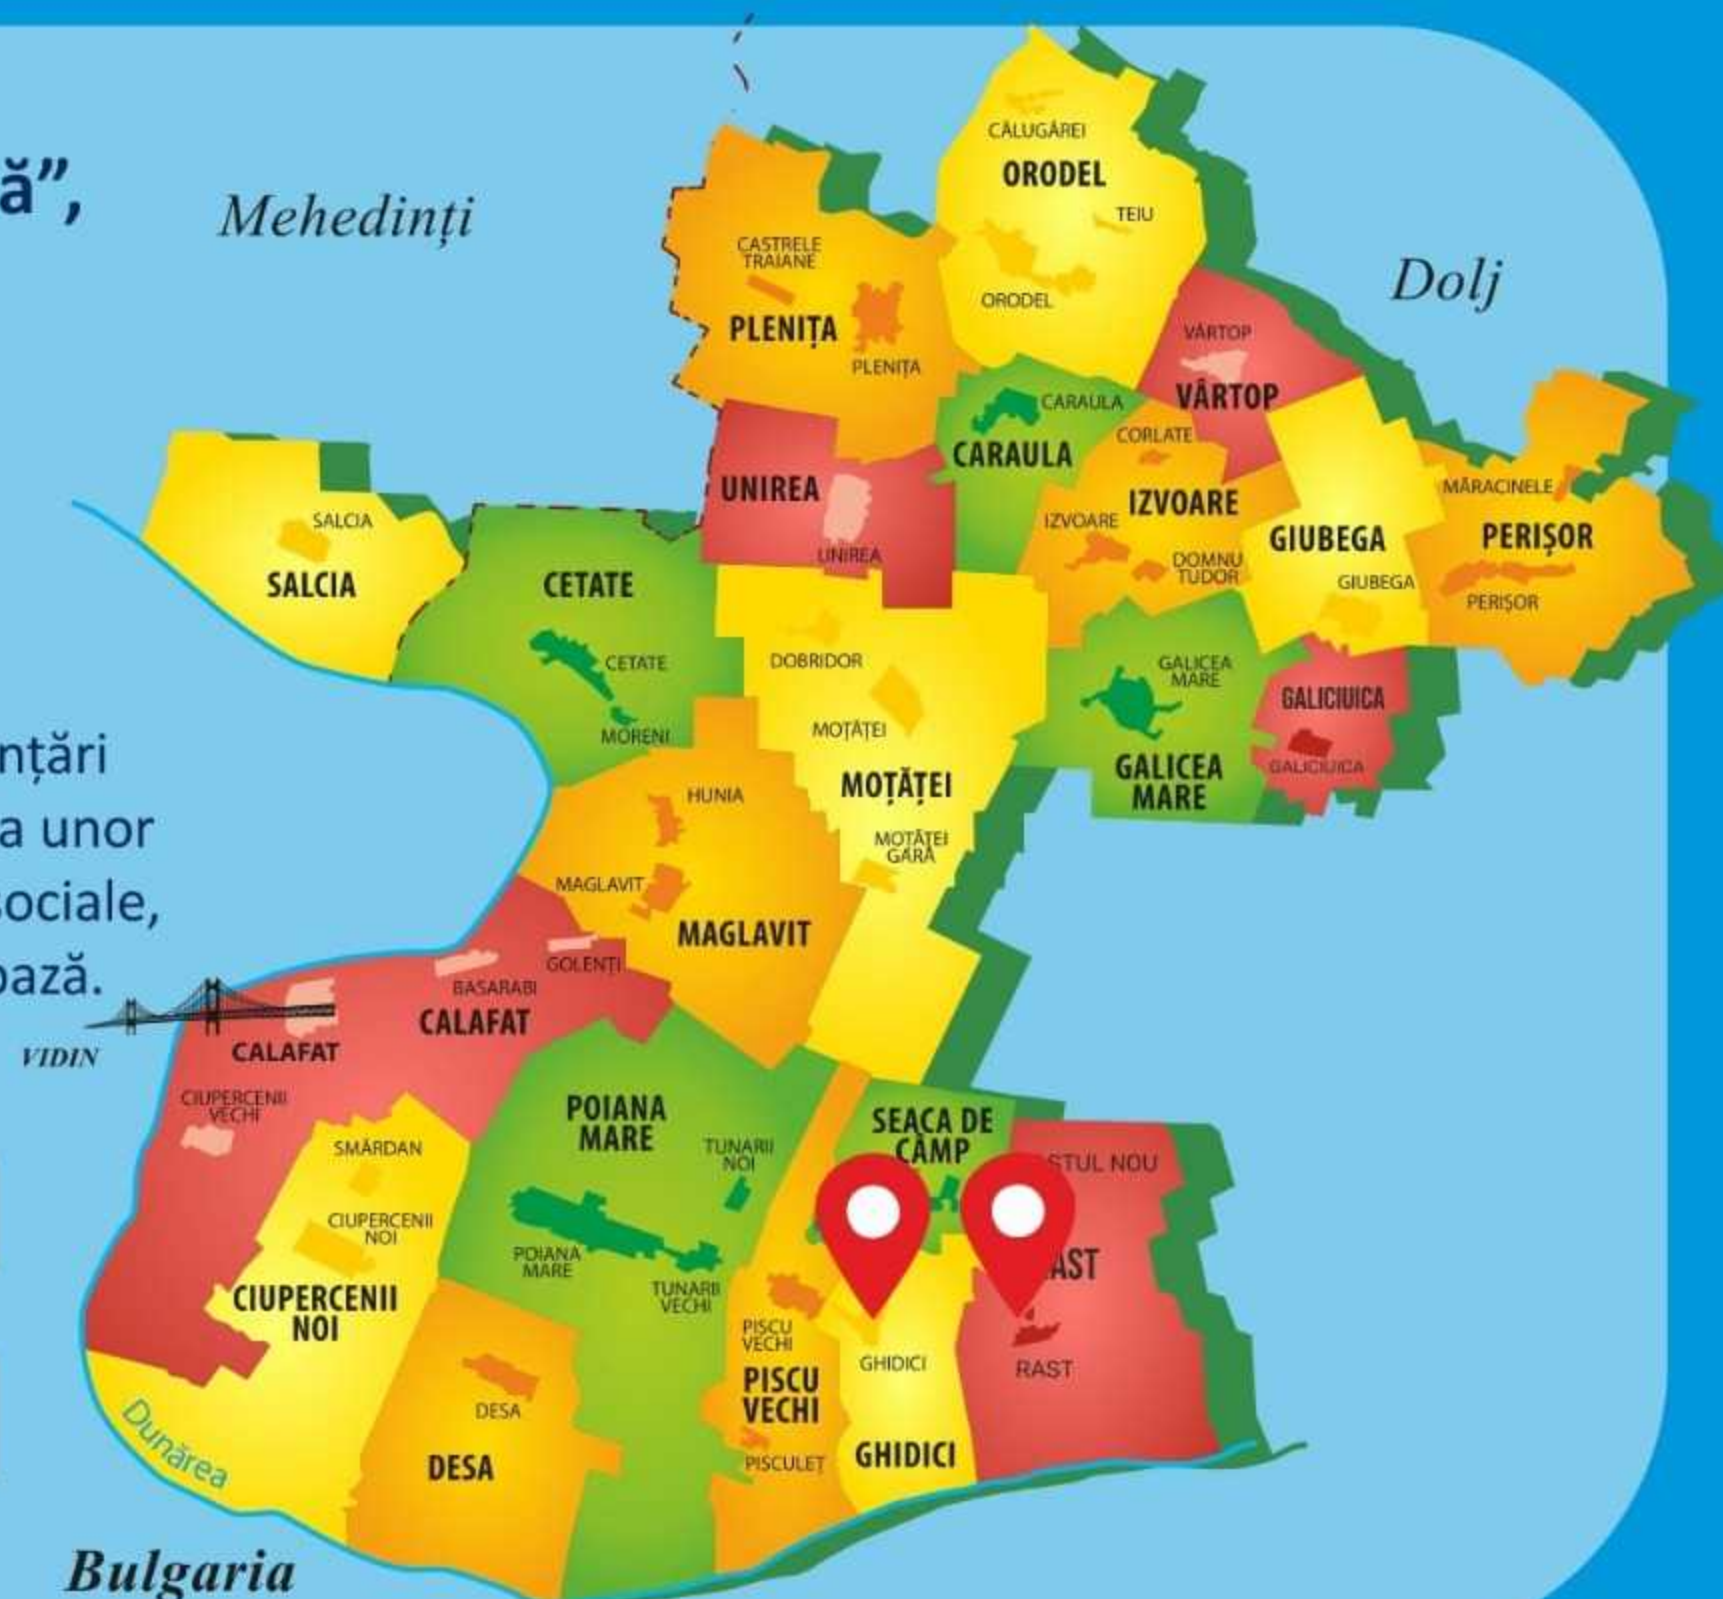 ă”,
Mehedinți
Dolj
CĂLUGĂREI
ORODEL
TEIU
ORODEL
CASTRELE
TRAIANE
PLENIȚA
PLENIȚA
VÂRTOP
VÂRTOP
CARAULA
CARAULA
CORLATE
IZVOARE
IZVOARE
DOMNU
TUDOR
UNIREA
UNIREA
GIUBEGA
GIUBEGA
MĂRACINELE
PERIȘOR
PERIȘOR
SALCIA
SALCIA
CETATE
CETATE
MORENI
DOBRIDOR
MOȚĂȚEI
MOȚĂȚEI
MOȚĂȚEI
GARĂ
GALICEA
MARE
GALICEA
MARE
GALICIUICA
GALICIUICA
nțări
a unor
sociale,
bază.
HUNIA
MAGLAVIT
MAGLAVIT
GOLENȚI
BASARABI
CALAFAT
CALAFAT
VIDIN
CIUPERCENII
VECHI
SMÂRDAN
CIUPERCENII
NOI
CIUPERCENII
NOI
POIANA
MARE
TUNARII
NOI
POIANA
MARE
TUNARII
VECHI
SEACA DE
CÂMP
STUL NOU
AST
RAST
PISCU
VECHI
PISCU
VECHI
PISCULEȚ
GHIDICI
GHIDICI
DESA
DESA
Dunărea
Bulgaria